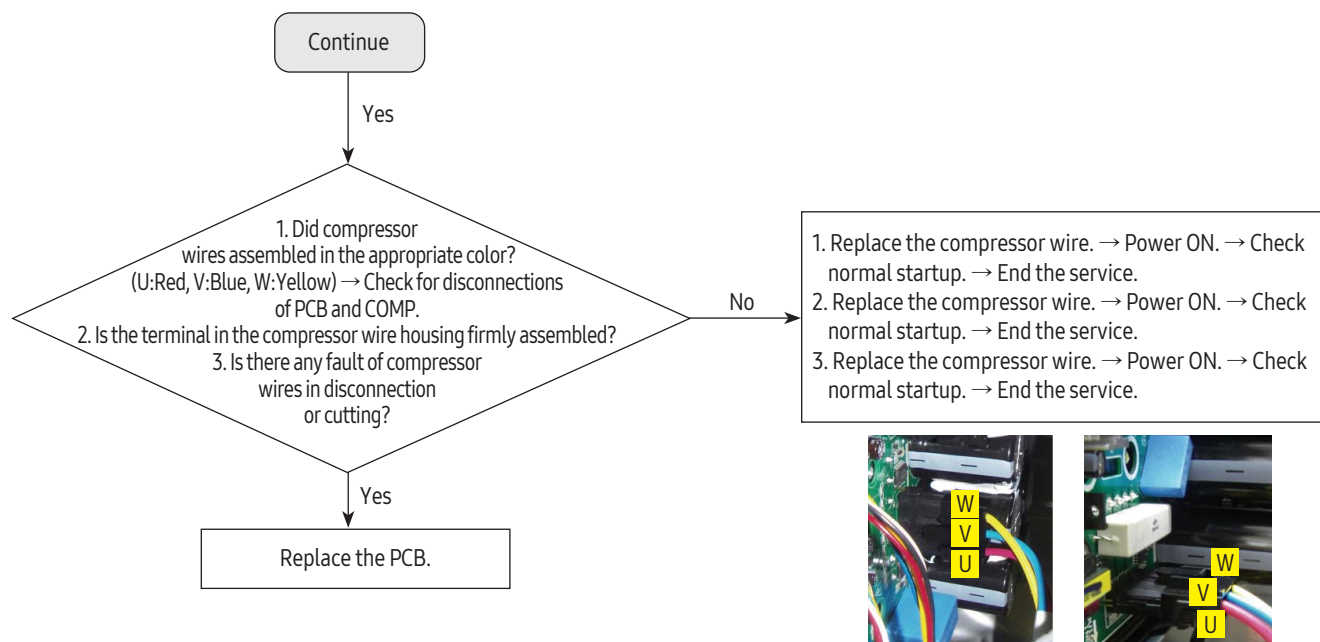 Continue
Yes
1. Did compressor
wires assembled in the appropriate color?
(U:Red, V:Blue, W:Yellow) → Check for disconnections
of PCB and COMP.
2. Is the terminal in the compressor wire housing firmly assembled?
3. Is there any fault of compressor
wires in disconnection
or cutting?
No
1. Replace the compressor wire. → Power ON. → Check
normal startup. → End the service.
2. Replace the compressor wire. → Power ON. → Check
normal startup. → End the service.
3. Replace the compressor wire. → Power ON. → Check
normal startup. → End the service.
Yes
Replace the PCB.
W
V
U
W
V
U